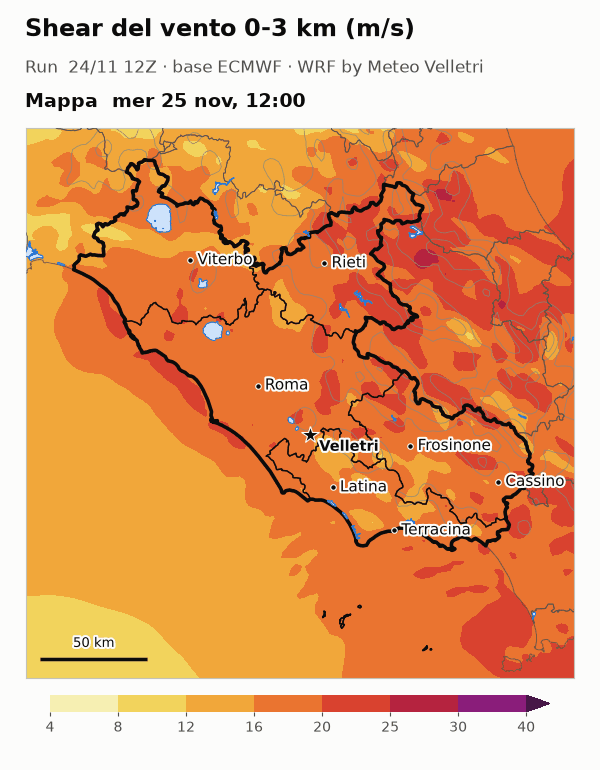 Shear del vento 0-3 km (m/s)
Run  24/11 12Z · base ECMWF · WRF by Meteo Velletri
Mappa  mer 25 nov, 12:00
Viterbo
Rieti
Roma
Velletri
Frosinone
Cassino
Latina
Terracina
50 km
4 8 12 16 20 25 30 40